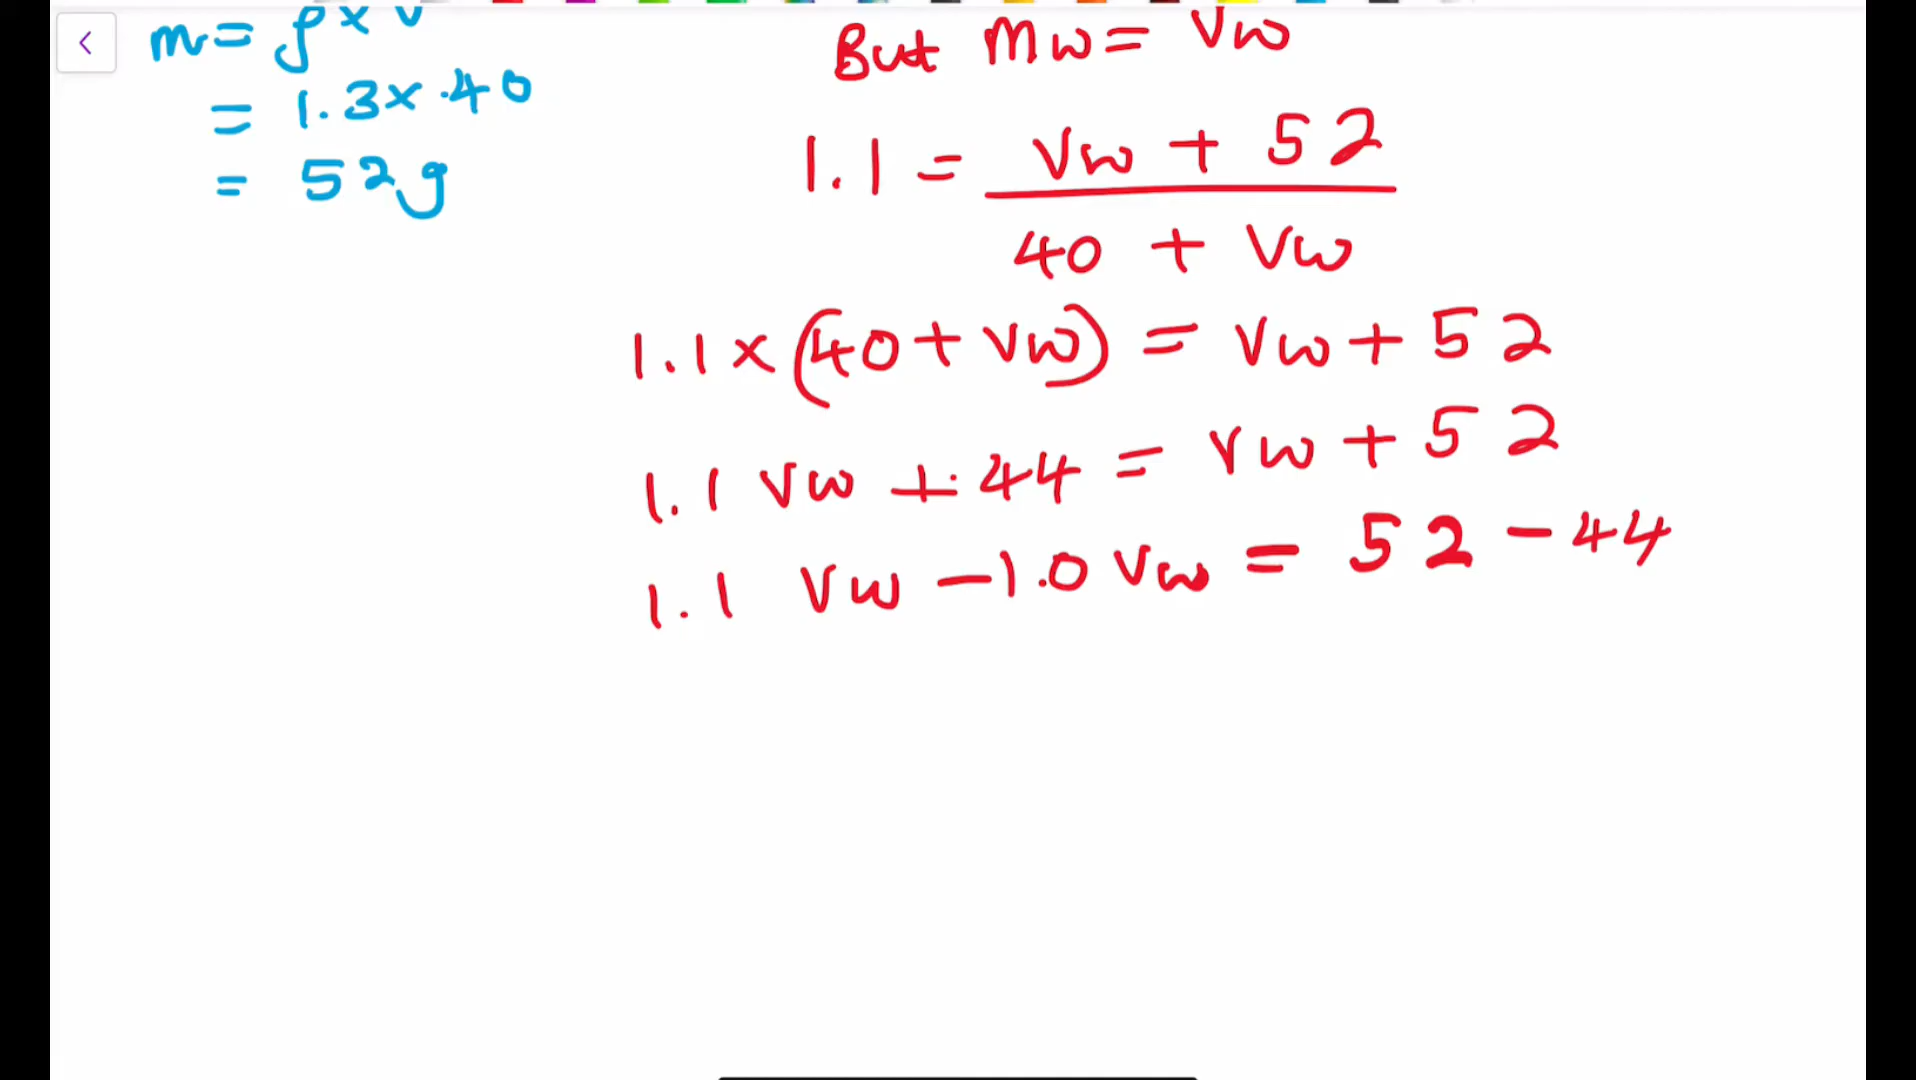 m = ρ x v
= 1.3 x 40
= 52g
But Mw = Vw
1.1 = Vw + 52
40 + Vw
1.1 x (40 + Vw) = Vw + 52
1.1 Vw + 44 = Vw + 52
1.1 Vw - 1.0 Vw = 52 - 44